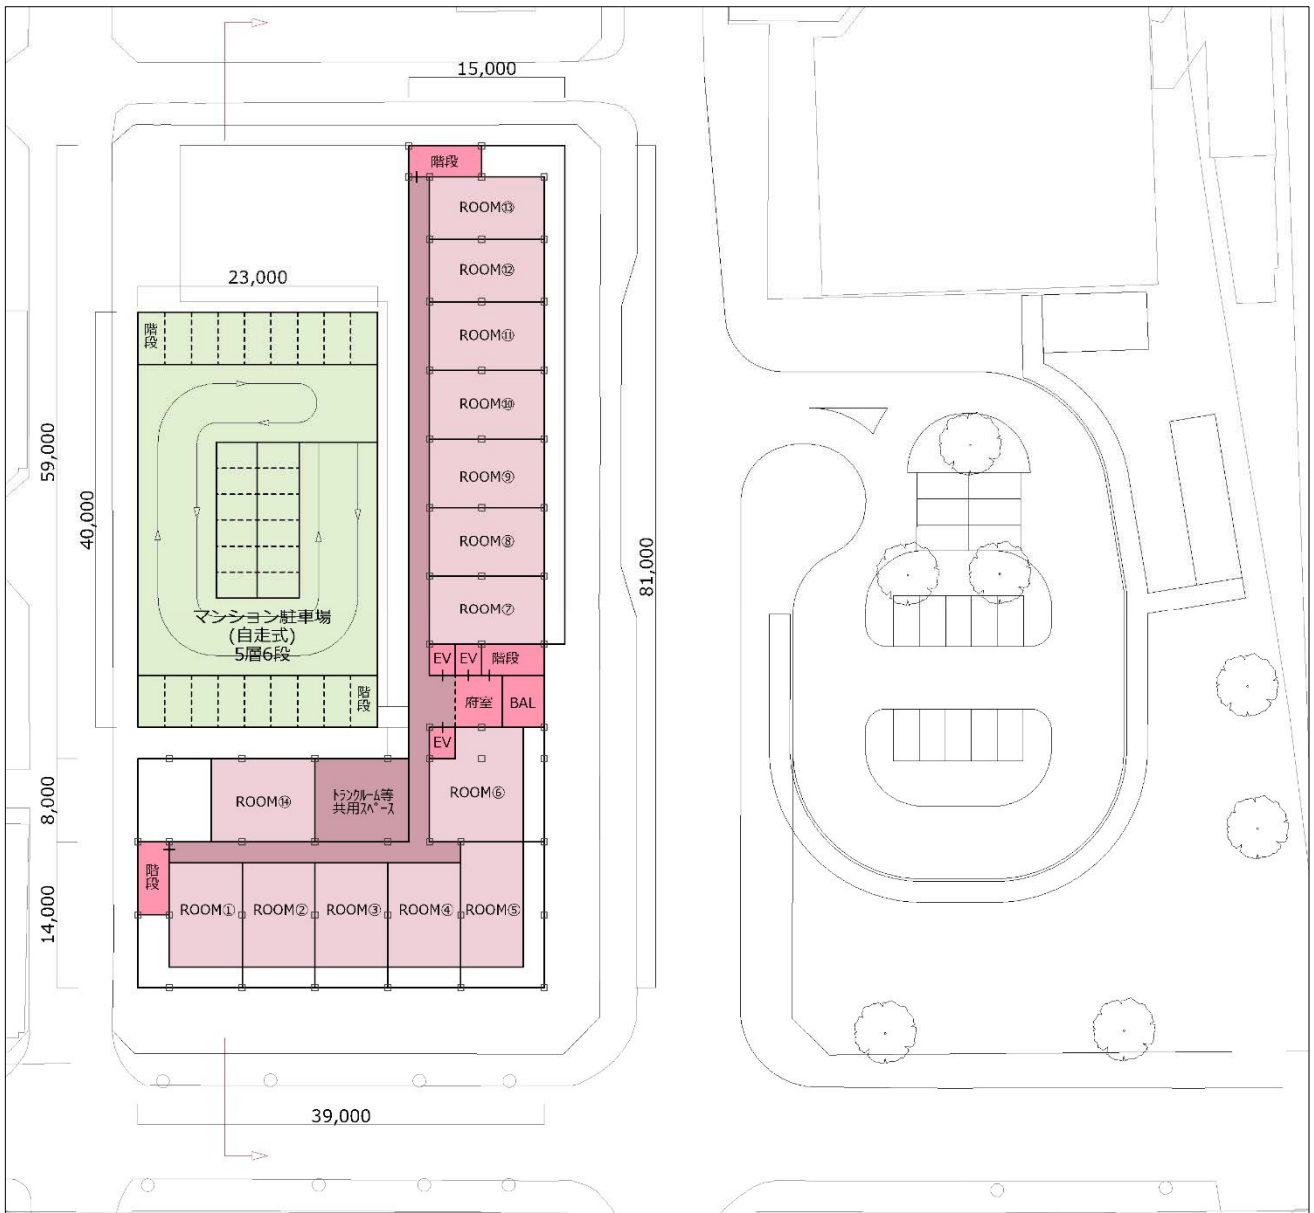 15,000
階段
ROOM⑬
ROOM⑫
23,000
階段
ROOM⑪
ROOM⑩
59,000
ROOM⑨
40,000
ROOM⑧
81,000
ROOM⑦
マンション駐車場
(自走式)
5層6段
EV
EV
階段
階段
府室
BAL
EV
ROOM⑥
ROOM⑭
トランクルーム等
共用スペース
8,000
階段
ROOM①
ROOM②
ROOM③
ROOM④
ROOM⑤
14,000
39,000